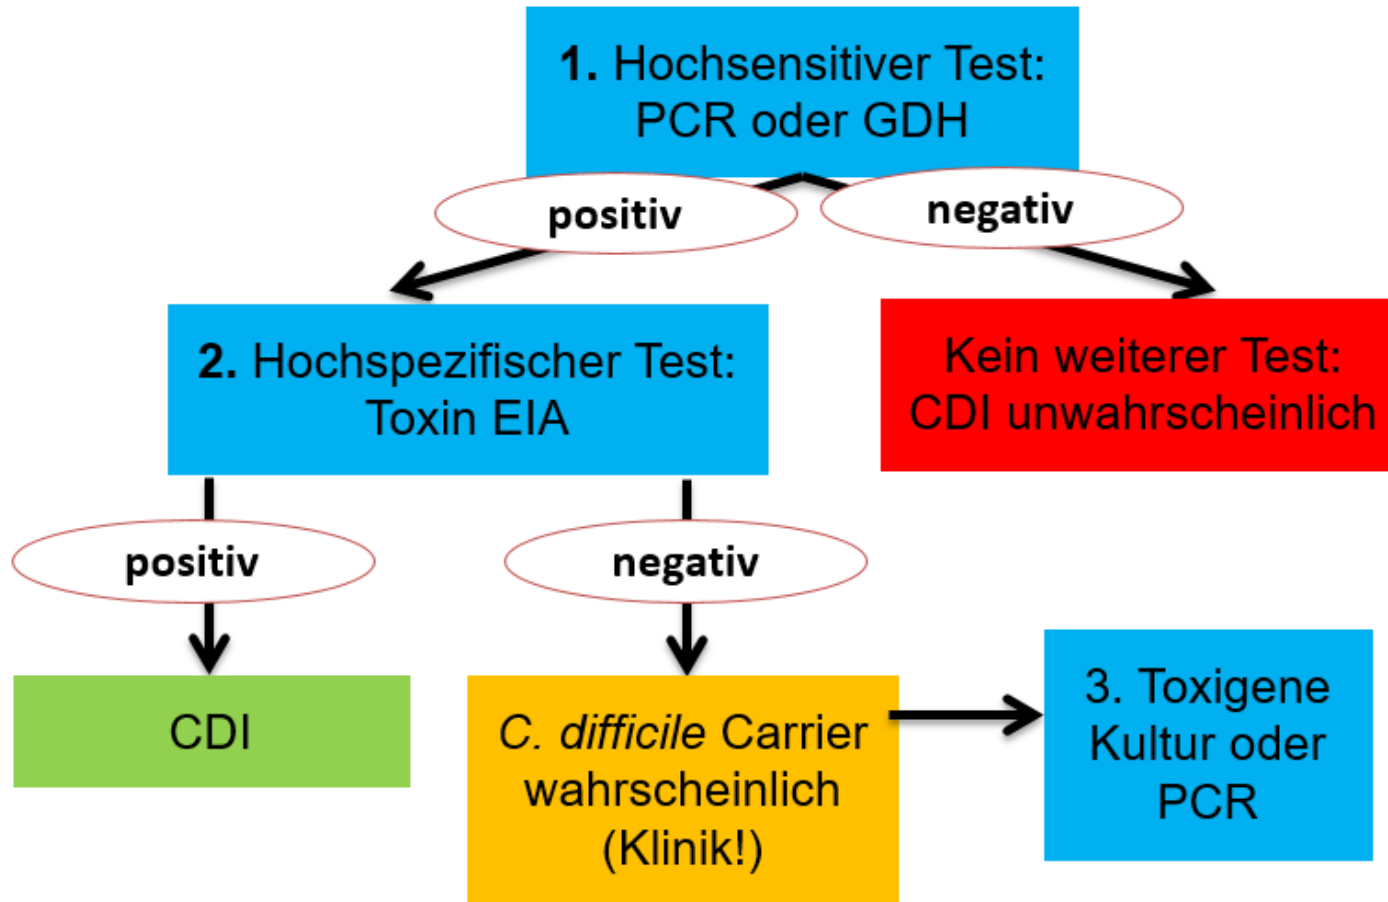 1. Hochsensitiver Test:
PCR oder GDH
positiv
negativ
2. Hochspezifischer Test:
Toxin EIA
Kein weiterer Test:
CDI unwahrscheinlich
positiv
negativ
CDI
C. difficile Carrier
wahrscheinlich
(Klinik!)
3. Toxigene
Kultur oder
PCR